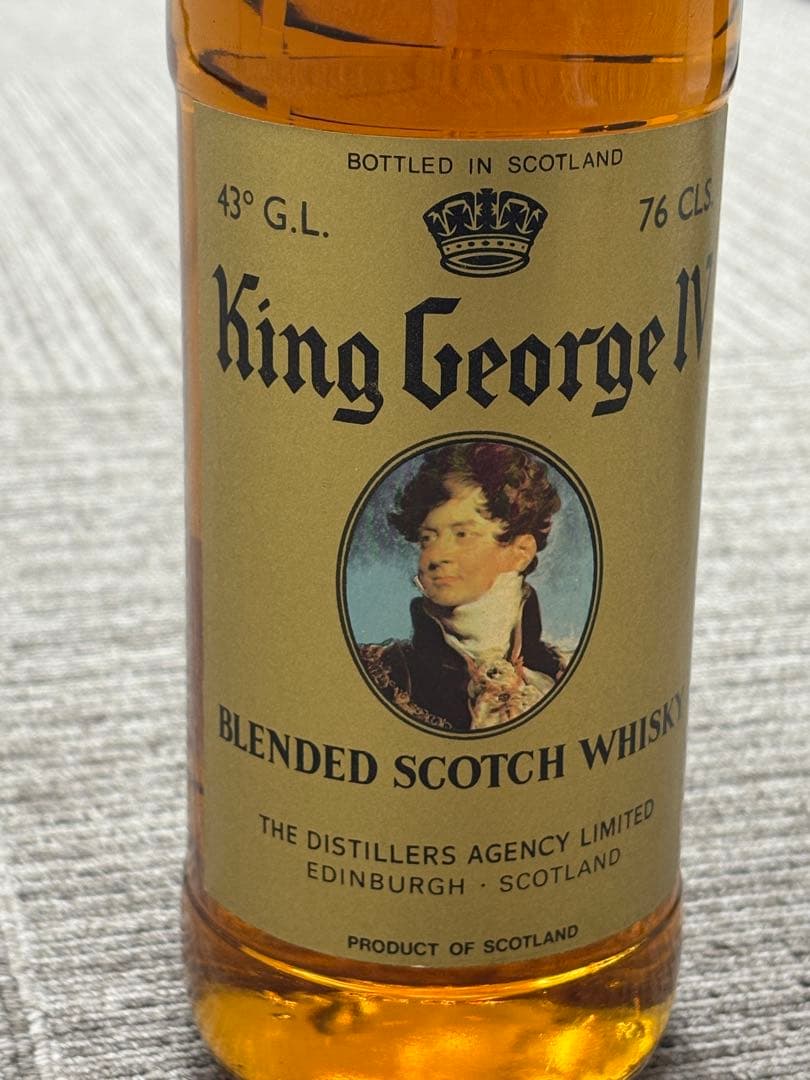 BOTTLED IN SCOTLAND
43° G.L. 76 CLS.
King George IV
BLENDED SCOTCH WHISKY
THE DISTILLERS AGENCY LIMITED
EDINBURGH · SCOTLAND
PRODUCT OF SCOTLAND